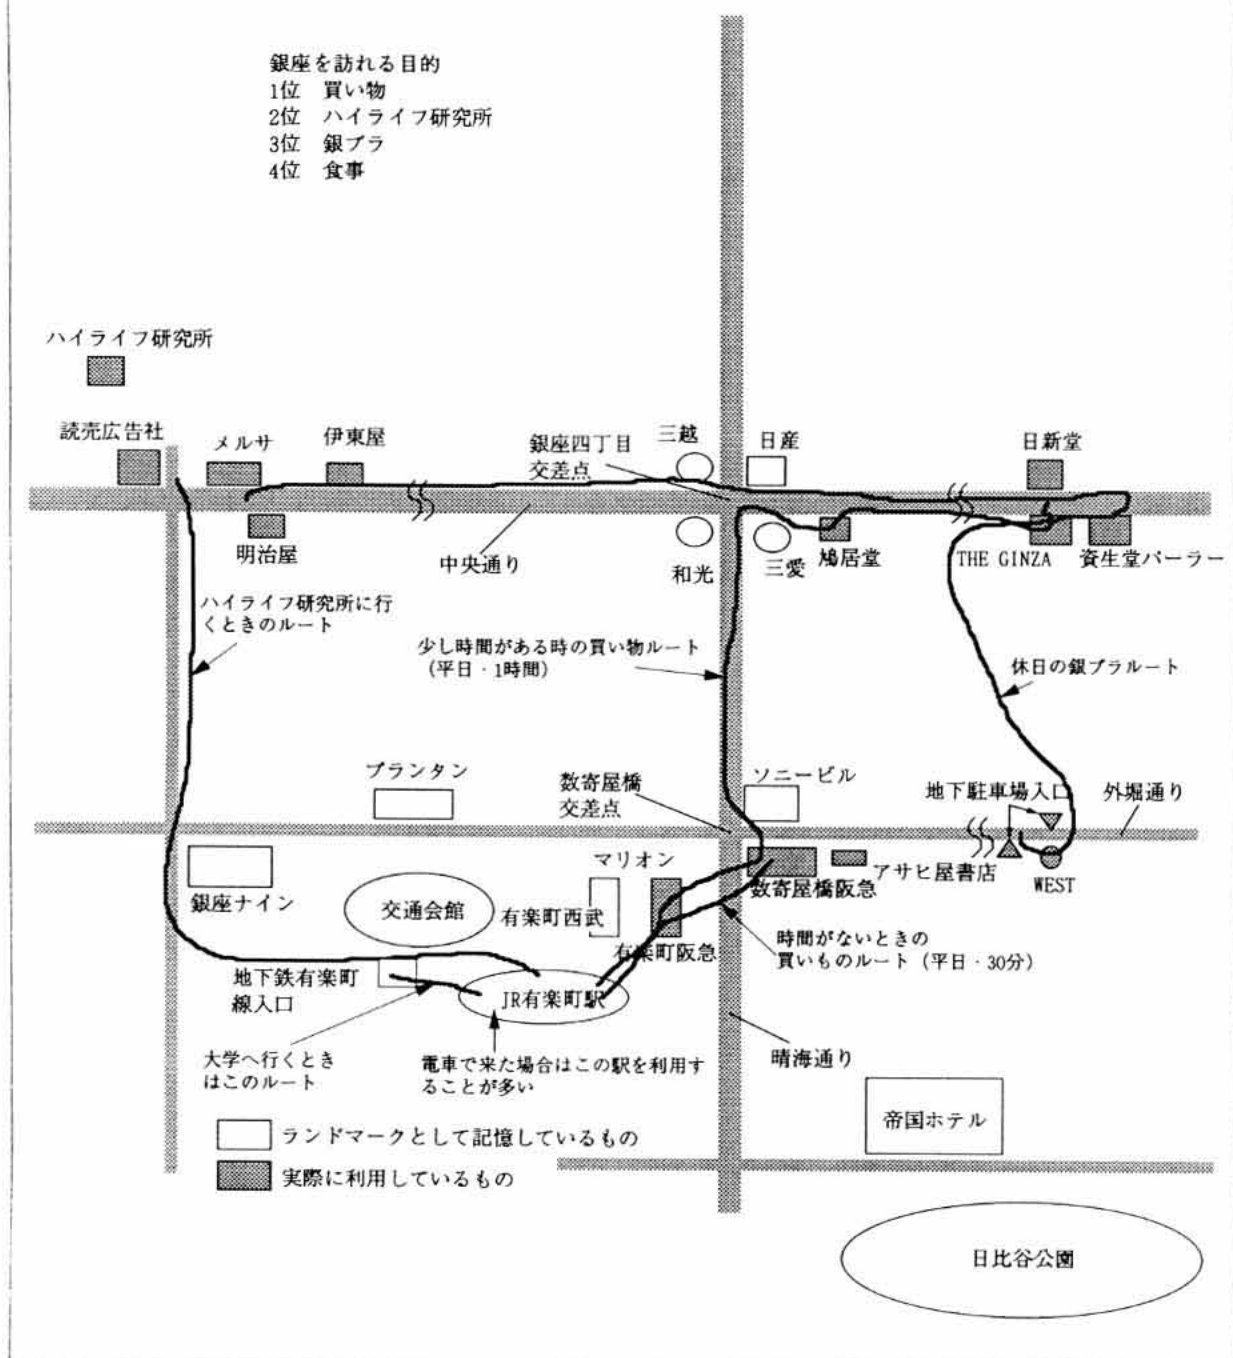 銀座を訪れる目的
1位 買い物
2位 ハイライフ研究所
3位 銀ブラ
4位 食事
ハイライフ研究所
読売広告社
メルサ
伊東屋
銀座四丁目
交差点
三越
日産
日新堂
明治屋
中央通り
和光
三愛
鳩居堂
THE GINZA
資生堂パーラー
ハイライフ研究所に行
くときのルート
少し時間がある時の買い物ルート
(平日・1時間)
休日の銀ブラルート
プランタン
数寄屋橋
交差点
ソニービル
地下駐車場入口
外堀通り
銀座ナイン
交通会館
マリオン
有楽町西武
有楽町阪急
数寄屋橋阪急
アサヒ屋書店
WEST
時間がないときの
買いものルート (平日・30分)
地下鉄有楽町
線入口
JR有楽町駅
大学へ行くとき
はこのルート
電車で来た場合はこの駅を利用す
ることが多い
晴海通り
帝国ホテル
ランドマークとして記憶しているもの
実際に利用しているもの
日比谷公園